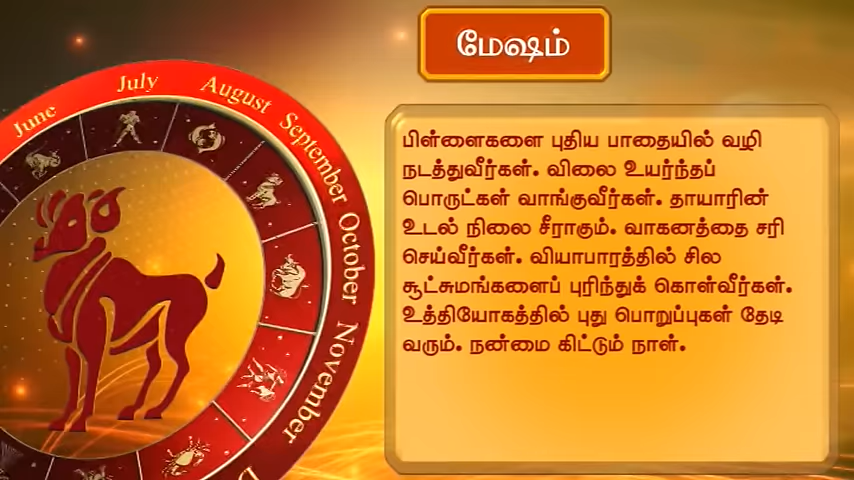 மேஷம்
June
July
August
September
October
November
பிள்ளைகளை புதிய பாதையில் வழி
நடத்துவீர்கள். விலை உயர்ந்தப்
பொருட்கள் வாங்குவீர்கள். தாயாரின்
உடல் நிலை சீராகும். வாகனத்தை சரி
செய்வீர்கள். வியாபாரத்தில் சில
சூட்சுமங்களைப் புரிந்துக் கொள்வீர்கள்.
உத்தியோகத்தில் புது பொறுப்புகள் தேடி
வரும். நன்மை கிட்டும் நாள்.